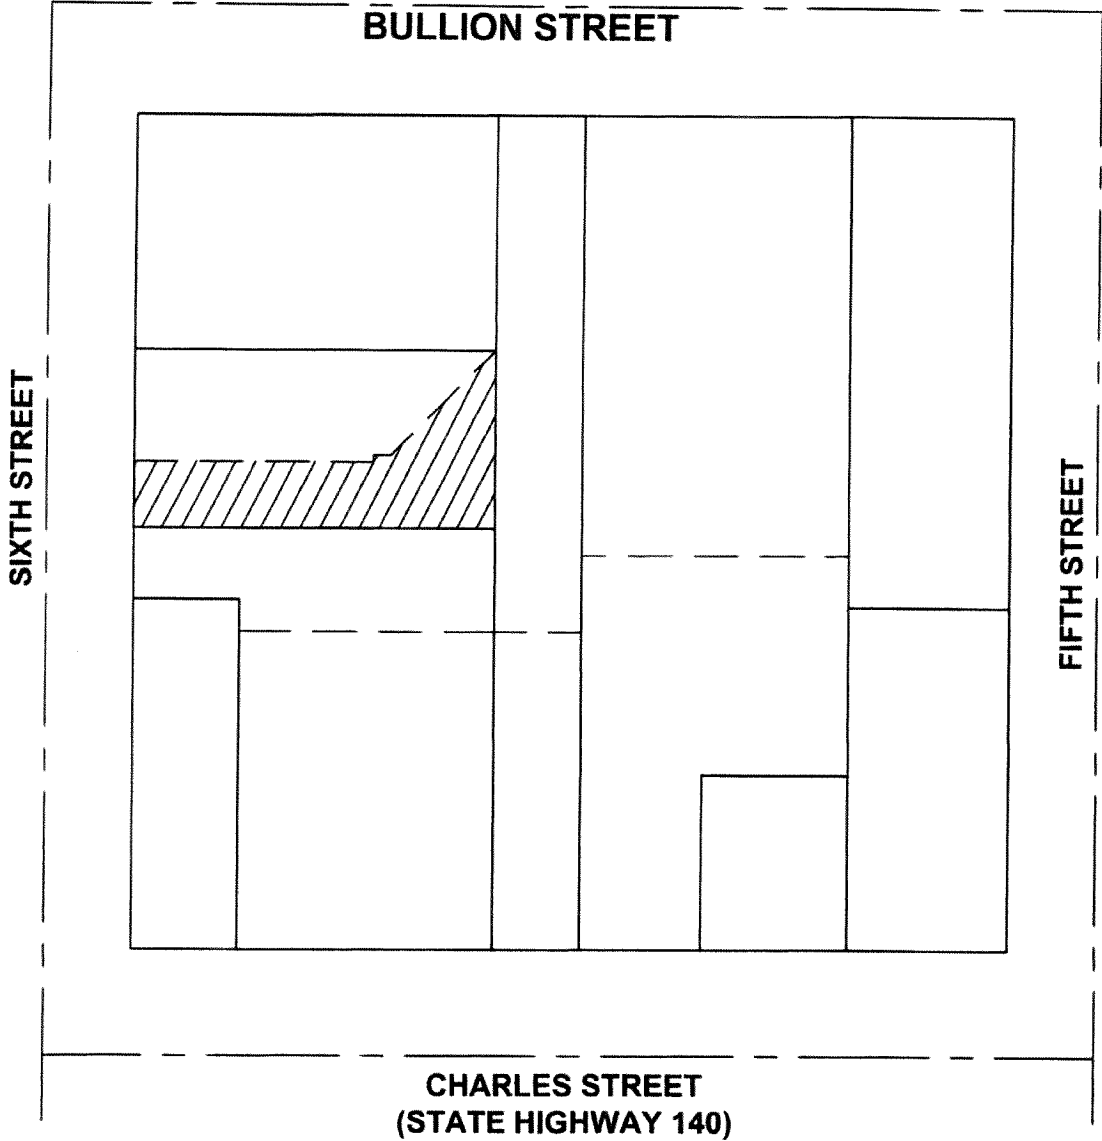 BULLION STREET
SIXTH STREET
FIFTH STREET
CHARLES STREET
(STATE HIGHWAY 140)